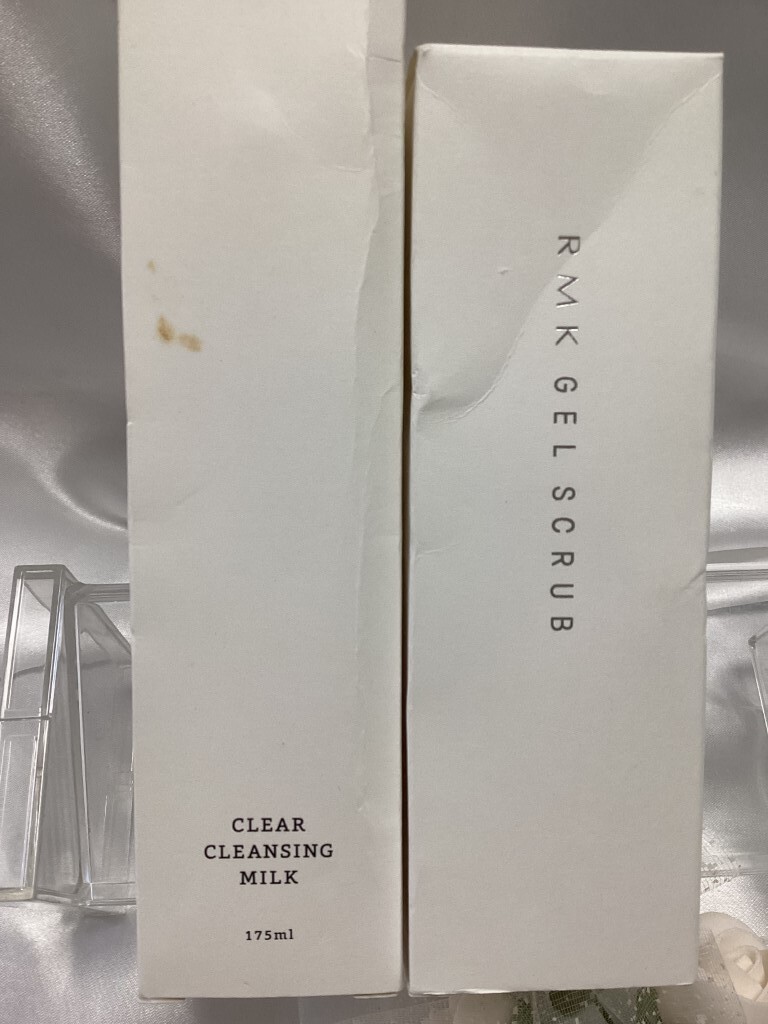 CLEAR
CLEANSING
MILK
175ml
RMK GEL SCRUB